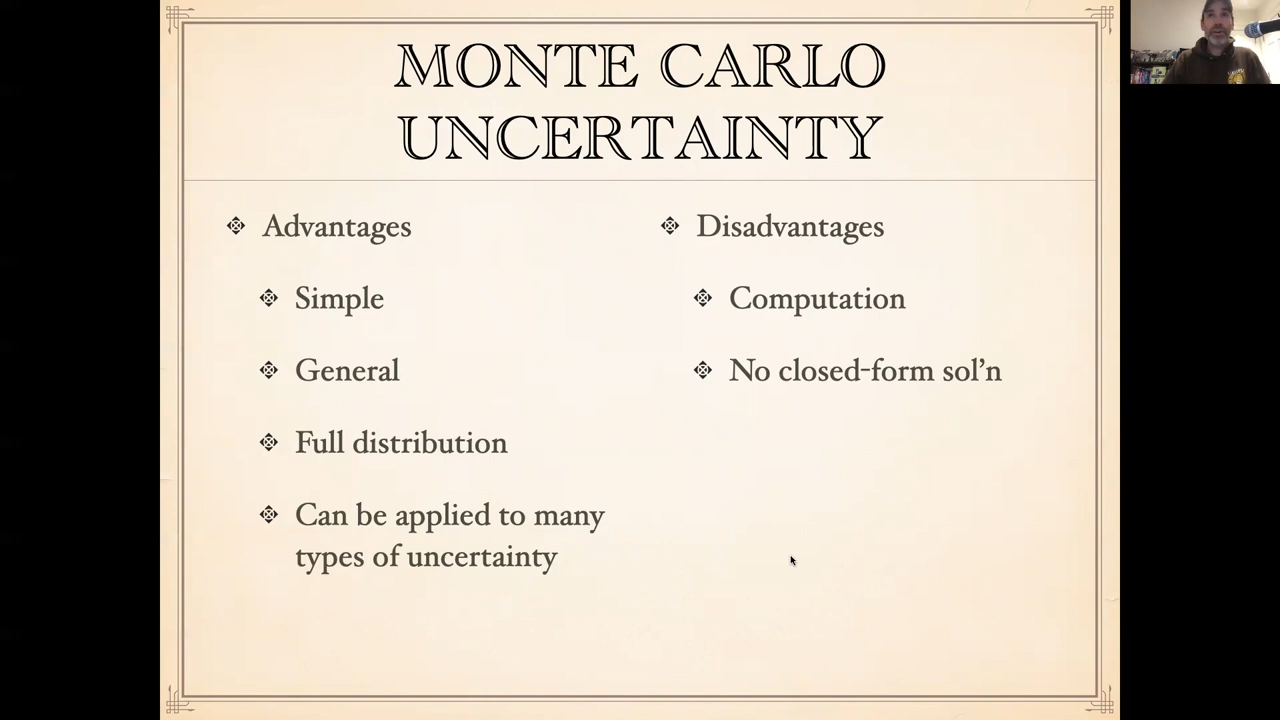 MONTE CARLO
UNCERTAINTY
Advantages
Simple
General
Full distribution
Can be applied to many
types of uncertainty
Disadvantages
Computation
No closed-form sol’n